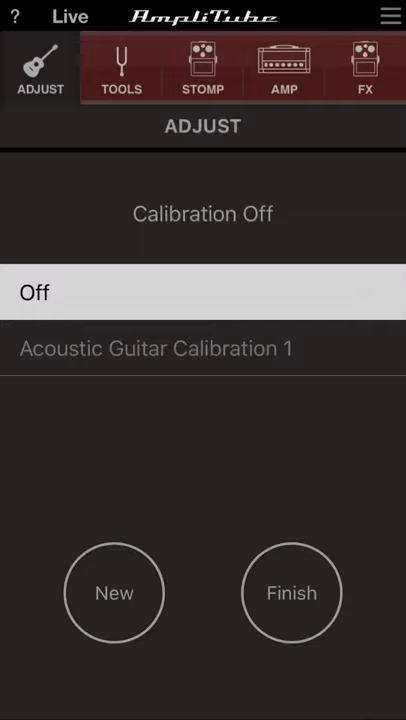 ? Live AmpliTube
ADJUST TOOLS STOMP AMP FX
ADJUST
Calibration Off
Off
Acoustic Guitar Calibration 1
New Finish